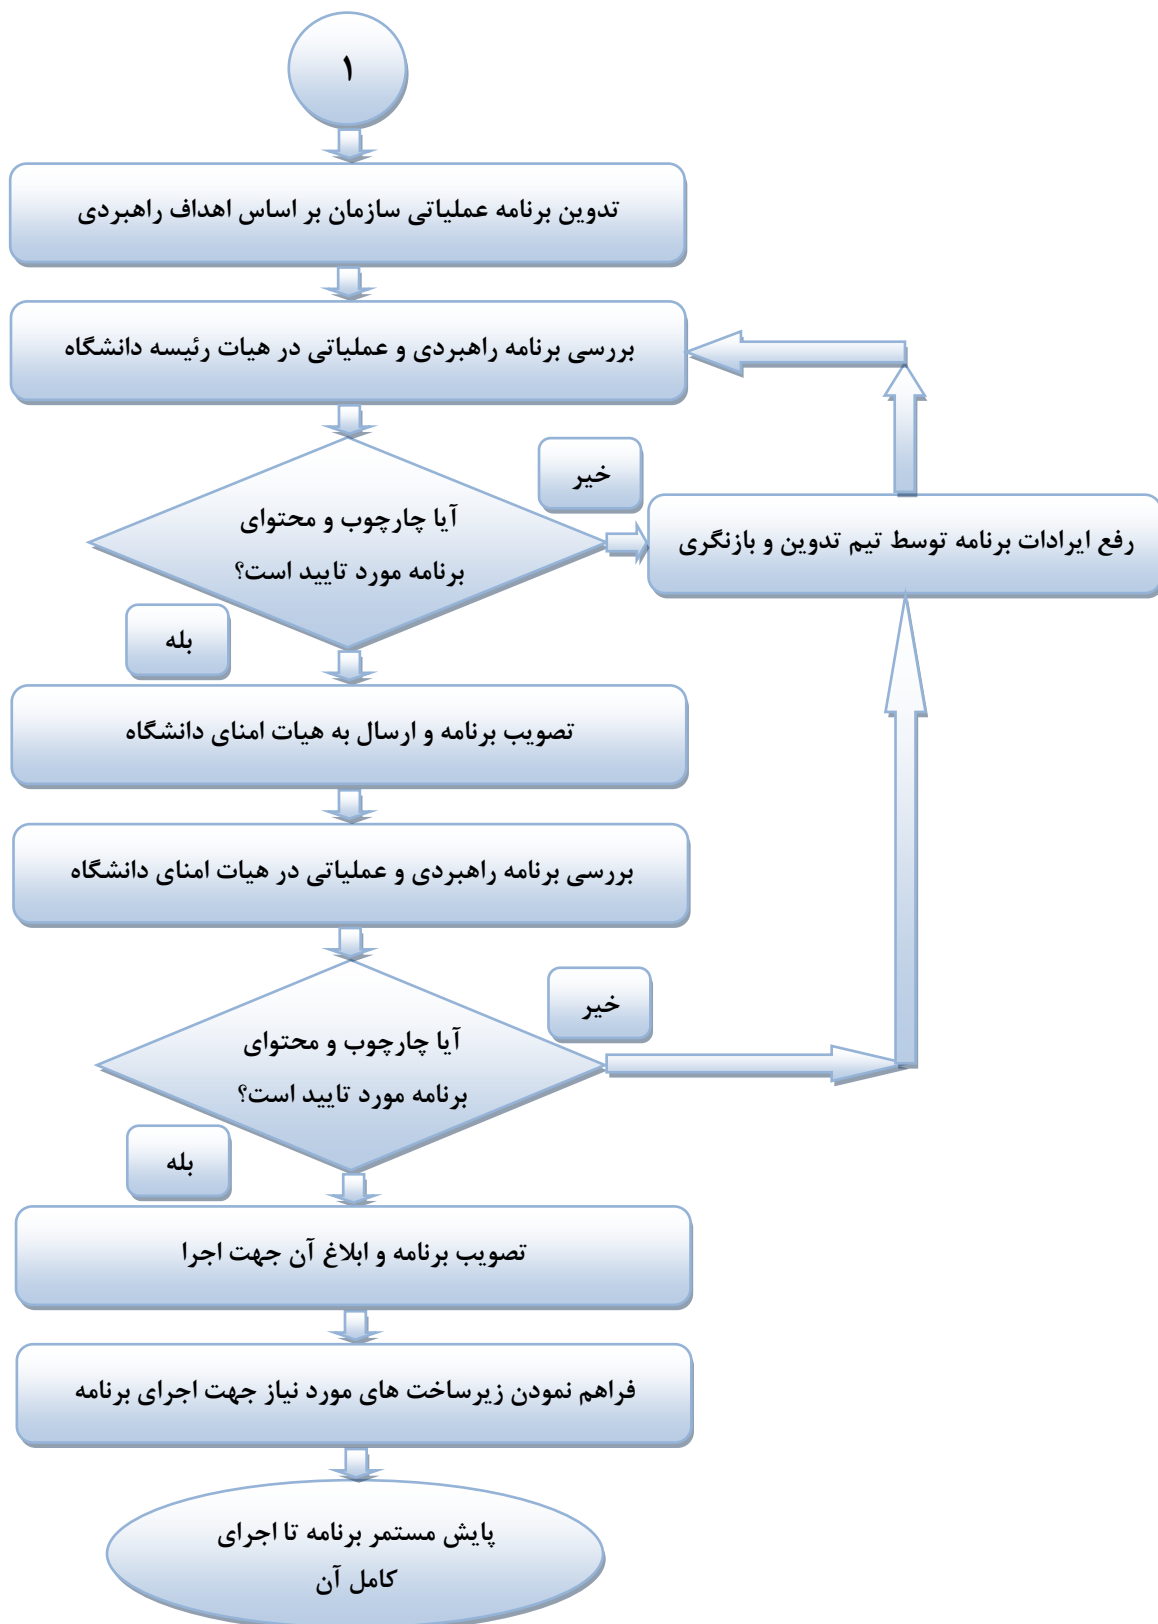 ۱
تدوین برنامه عملیاتی سازمان بر اساس اهداف راهبردی
بررسی برنامه راهبردی و عملیاتی در هیات رئیسه دانشگاه
خیر
آیا چارچوب و محتوای
برنامه مورد تایید است؟
رفع ایرادات برنامه توسط تیم تدوین و بازنگری
بله
تصویب برنامه و ارسال به هیات امنای دانشگاه
بررسی برنامه راهبردی و عملیاتی در هیات امنای دانشگاه
خیر
آیا چارچوب و محتوای
برنامه مورد تایید است؟
بله
تصویب برنامه و ابلاغ آن جهت اجرا
فراهم نمودن زیرساخت های مورد نیاز جهت اجرای برنامه
پایش مستمر برنامه تا اجرای
کامل آن